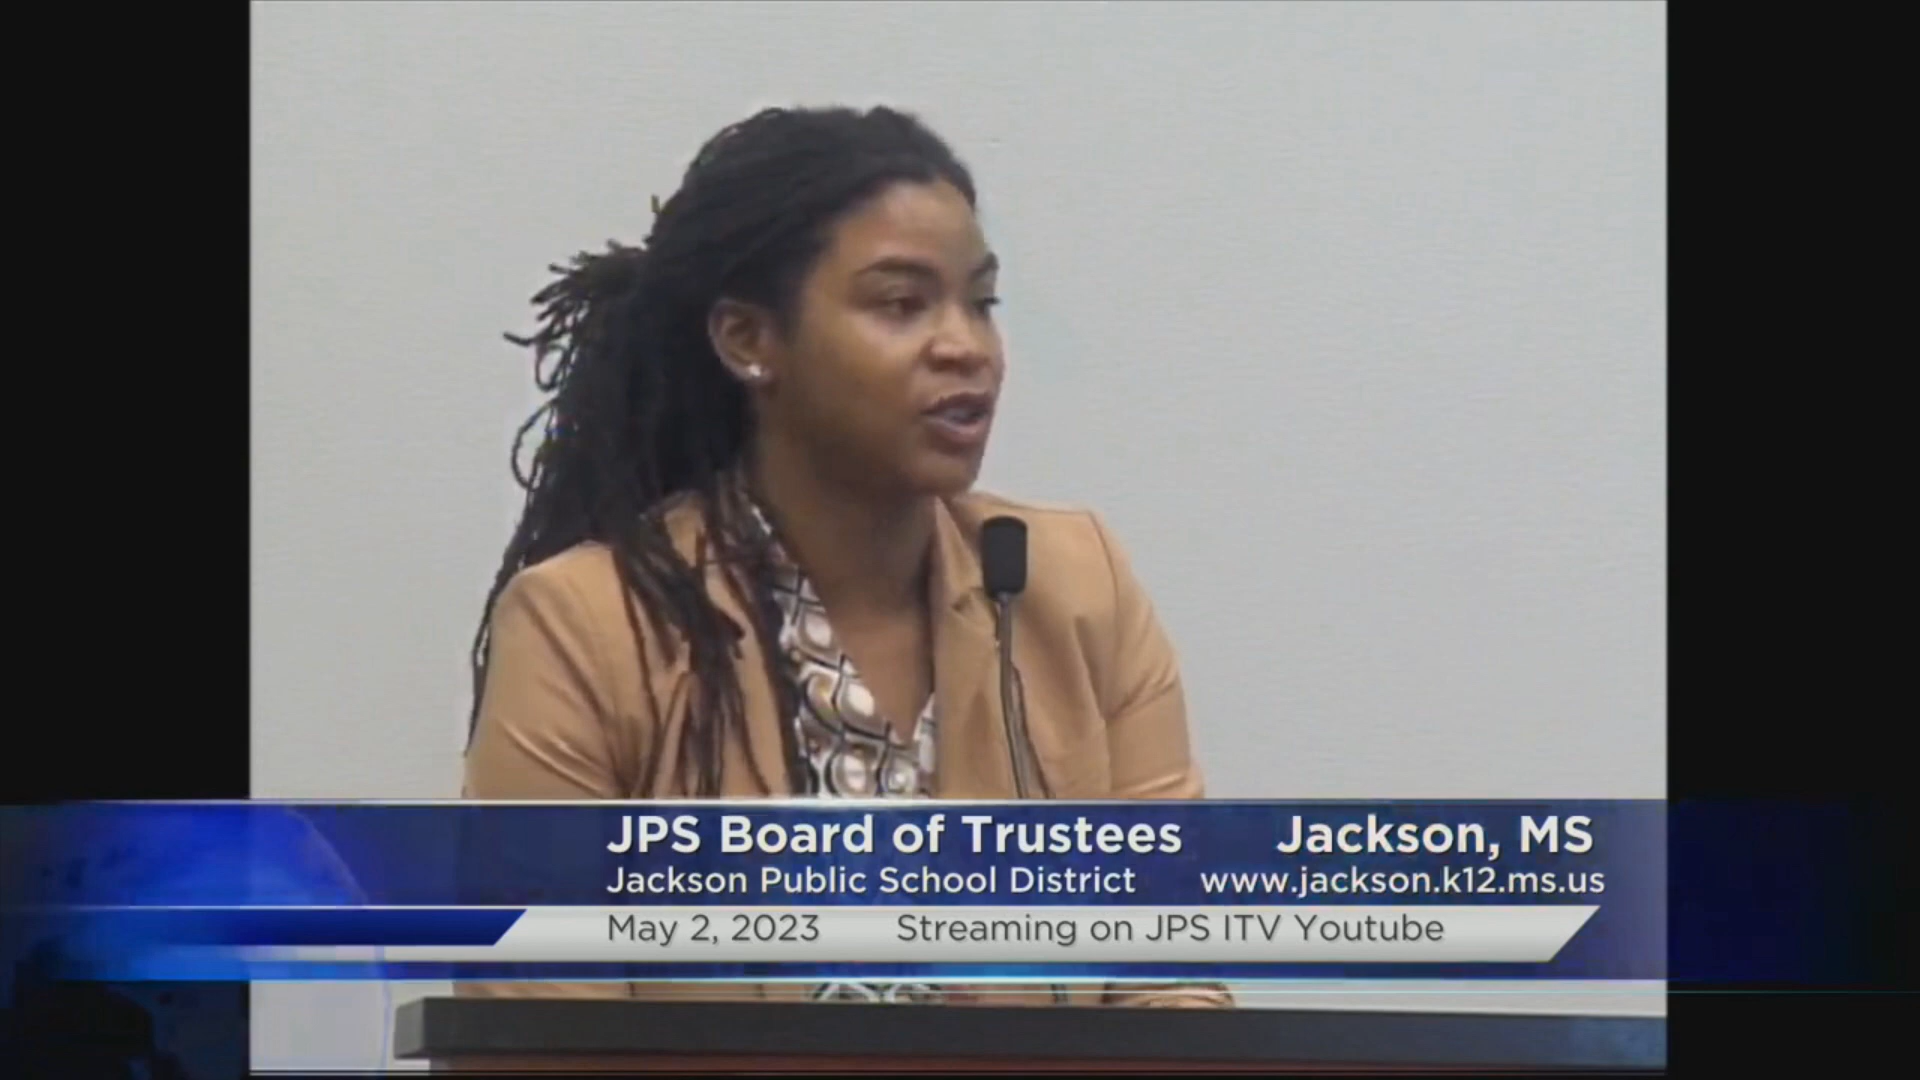 JPS Board of Trustees Jackson, MS
Jackson Public School District www.jackson.k12.ms.us
May 2, 2023 Streaming on JPS ITV Youtube